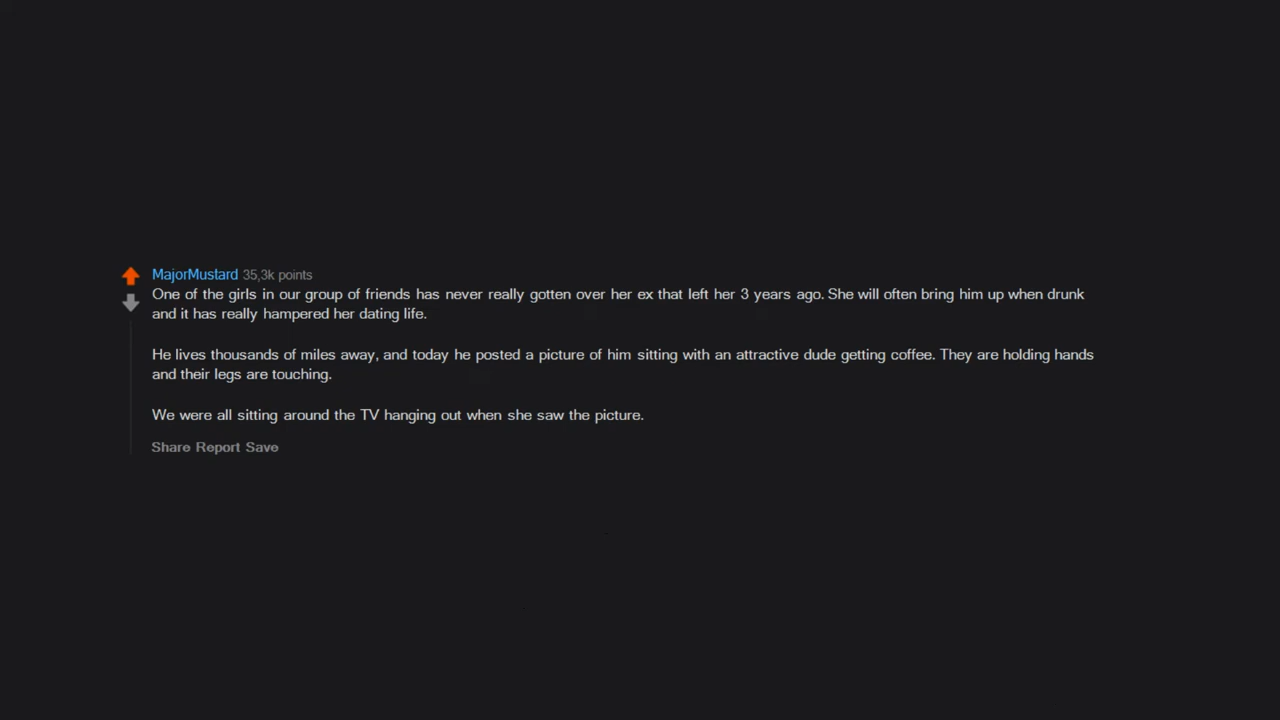 MajorMustard 35,3k points
One of the girls in our group of friends has never really gotten over her ex that left her 3 years ago. She will often bring him up when drunk
and it has really hampered her dating life.
He lives thousands of miles away, and today he posted a picture of him sitting with an attractive dude getting coffee. They are holding hands
and their legs are touching.
We were all sitting around the TV hanging out when she saw the picture.
Share Report Save